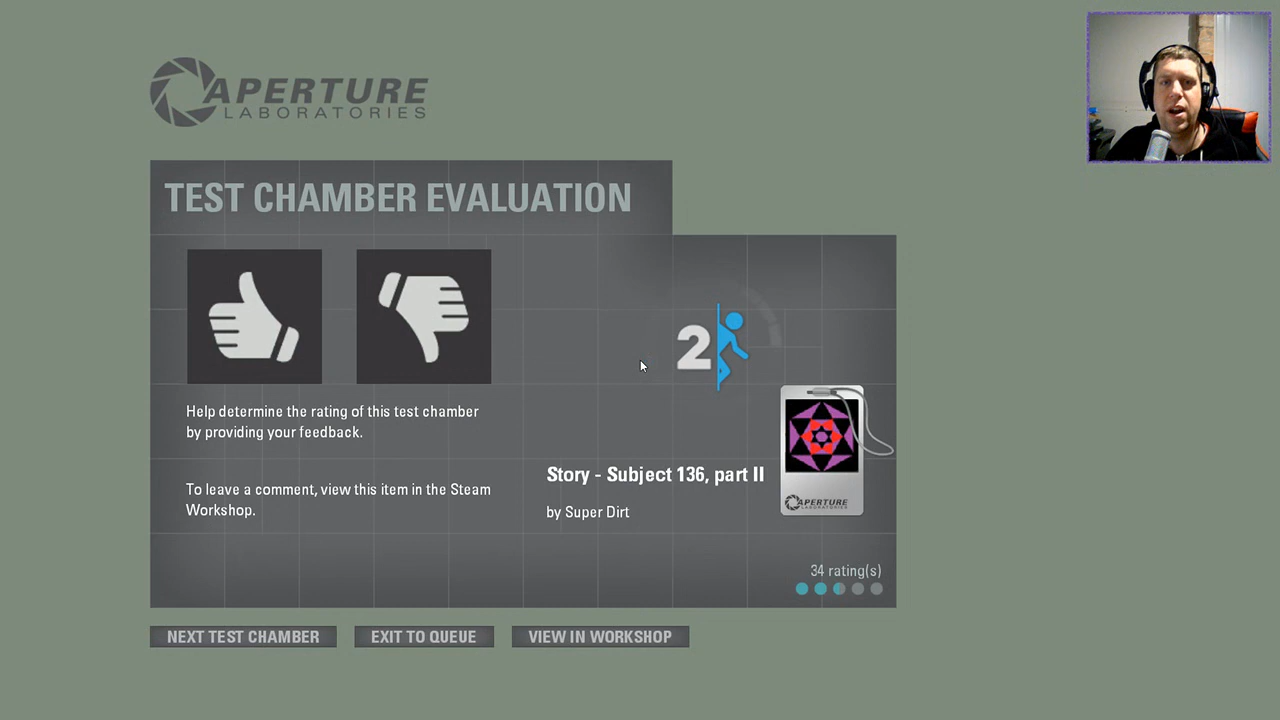 APERTURE
LABORATORIES
TEST CHAMBER EVALUATION
2
Help determine the rating of this test chamber
by providing your feedback.
To leave a comment, view this item in the Steam
Workshop.
Story - Subject 136, part II
by Super Dirt
APERTURE
LABORATORIES
34 rating(s)
NEXT TEST CHAMBER
EXIT TO QUEUE
VIEW IN WORKSHOP